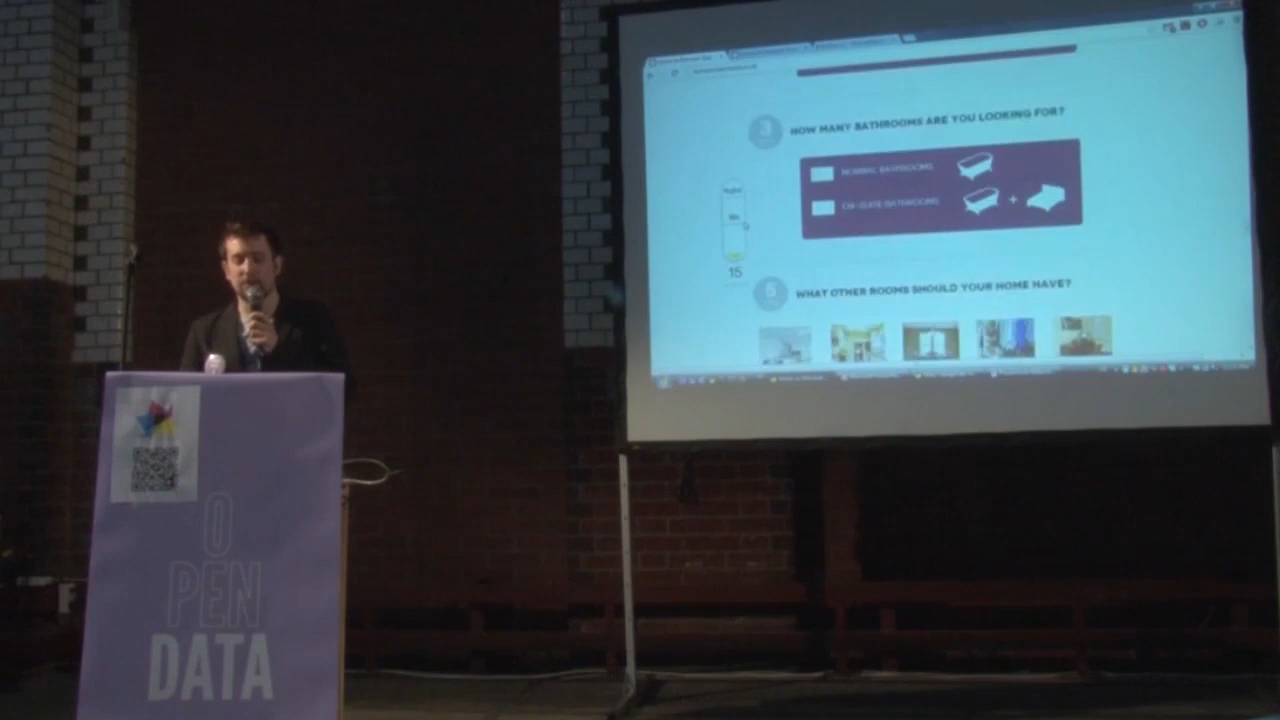 3
HOW MANY BATHROOMS ARE YOU LOOKING FOR?
NORMAL BATHROOMS
EN-SUITE BATHROOMS
+
15
5
WHAT OTHER ROOMS SHOULD YOUR HOME HAVE?
O
PEN
DATA